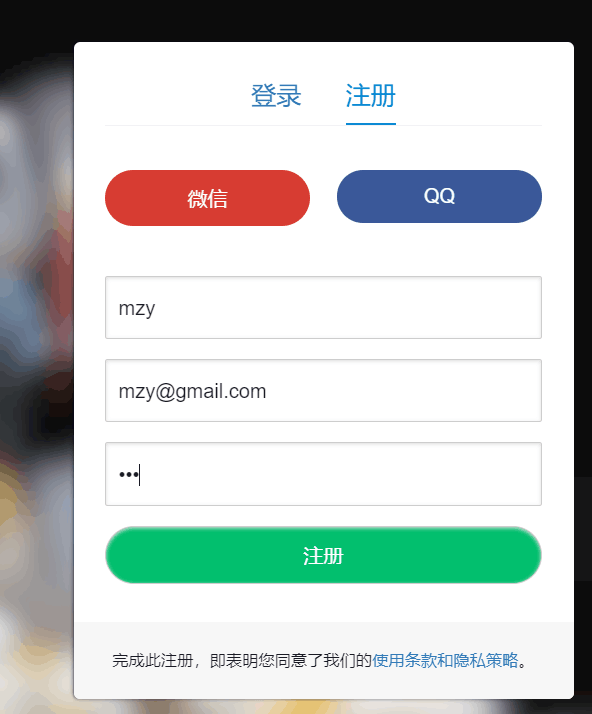 登录 注册
微信 QQ
mzy
mzy@gmail.com
•••
注册
完成此注册，即表明您同意了我们的使用条款和隐私策略。